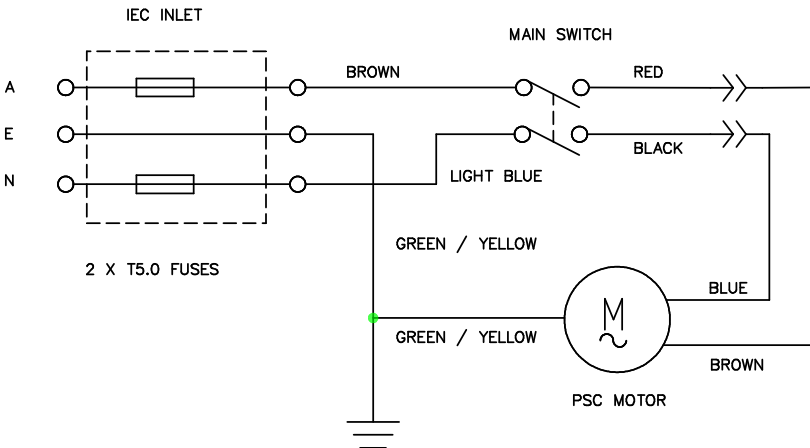 IEC INLET
MAIN SWITCH
A
BROWN
RED
E
BLACK
N
LIGHT BLUE
GREEN / YELLOW
2 X T5.0 FUSES
BLUE
M
GREEN / YELLOW
BROWN
PSC MOTOR